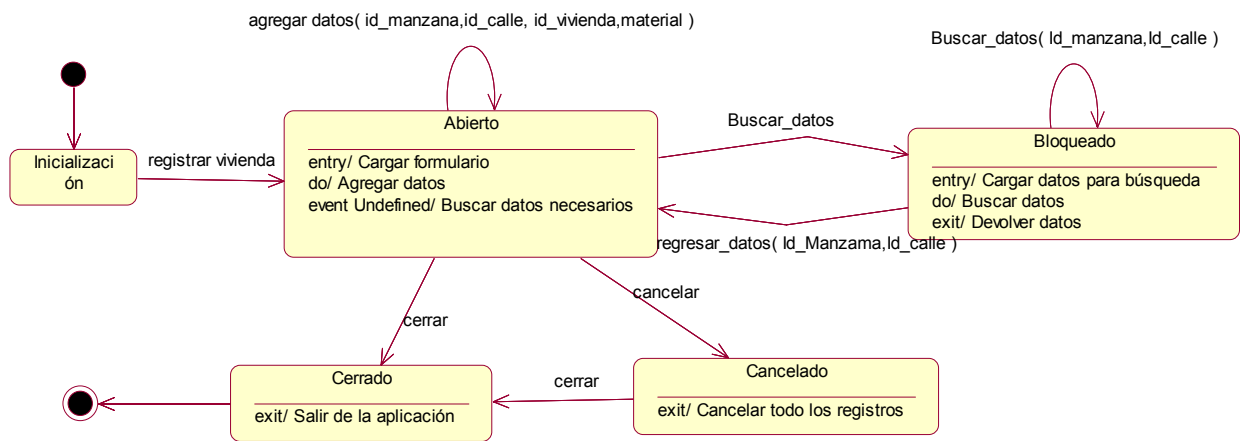 agregar datos( id_manzana,id_calle, id_vivienda,material )
Buscar_datos( Id_manzana,Id_calle )
Inicializaci
ón
registrar vivienda
Abierto
entry/ Cargar formulario
do/ Agregar datos
event Undefined/ Buscar datos necesarios
Buscar_datos
Bloqueado
entry/ Cargar datos para búsqueda
do/ Buscar datos
exit/ Devolver datos
regresar_datos( Id_Manzama,Id_calle )
cerrar
cancelar
Cerrado
exit/ Salir de la aplicación
cerrar
Cancelado
exit/ Cancelar todo los registros